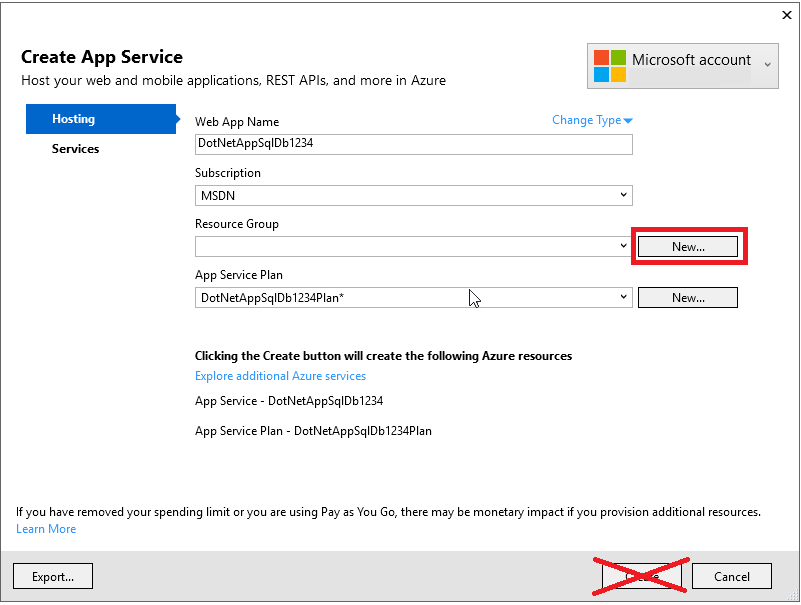 Create App Service
Host your web and mobile applications, REST APIs, and more in Azure
Microsoft account
Hosting
Services
Web App Name
Change Type
DotNetAppSqlDb1234
Subscription
MSDN
Resource Group
New...
App Service Plan
DotNetAppSqlDb1234Plan*
New...
Clicking the Create button will create the following Azure resources
Explore additional Azure services
App Service - DotNetAppSqlDb1234
App Service Plan - DotNetAppSqlDb1234Plan
If you have removed your spending limit or you are using Pay as You Go, there may be monetary impact if you provision additional resources.
Learn More
Export...
Create
Cancel